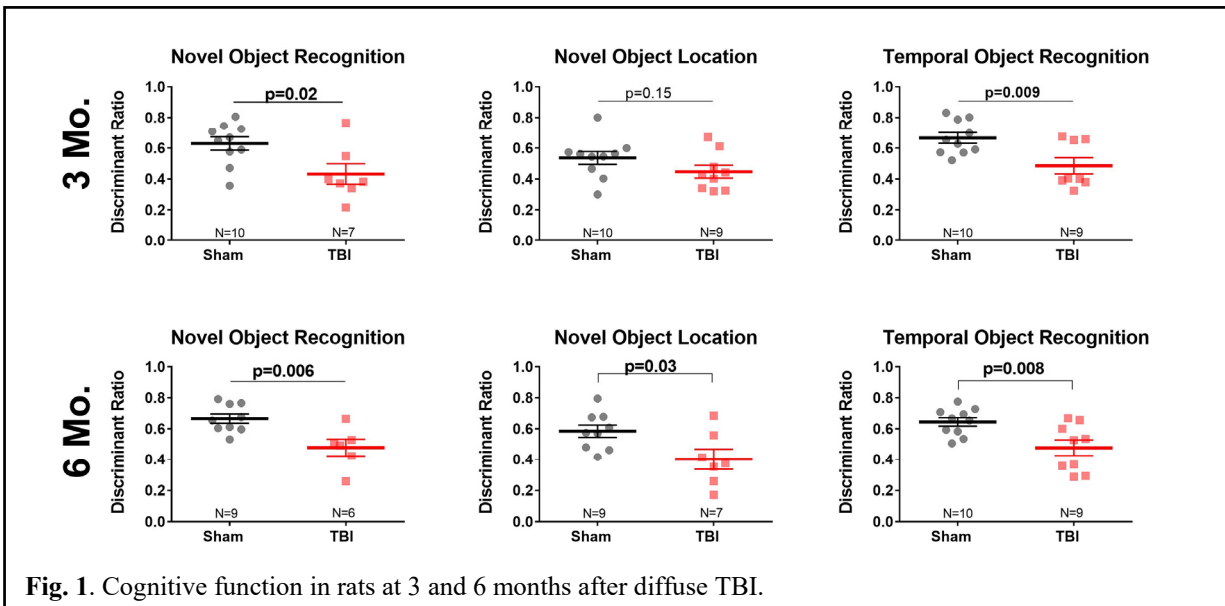 Novel Object Recognition Novel Object Location Temporal Object Recognition
3 Mo.
Discriminant Ratio
1.0
0.8
0.6
0.4
0.2
0.0
p=0.02
N=10 N=7
Sham TBI
Discriminant Ratio
1.0
0.8
0.6
0.4
0.2
0.0
p=0.15
N=10 N=9
Sham TBI
Discriminant Ratio
1.0
0.8
0.6
0.4
0.2
0.0
p=0.009
N=10 N=9
Sham TBI
Novel Object Recognition Novel Object Location Temporal Object Recognition
6 Mo.
Discriminant Ratio
1.0
0.8
0.6
0.4
0.2
0.0
p=0.006
N=9 N=6
Sham TBI
Discriminant Ratio
1.0
0.8
0.6
0.4
0.2
0.0
p=0.03
N=9 N=7
Sham TBI
Discriminant Ratio
1.0
0.8
0.6
0.4
0.2
0.0
p=0.008
N=10 N=9
Sham TBI
Fig. 1. Cognitive function in rats at 3 and 6 months after diffuse TBI.